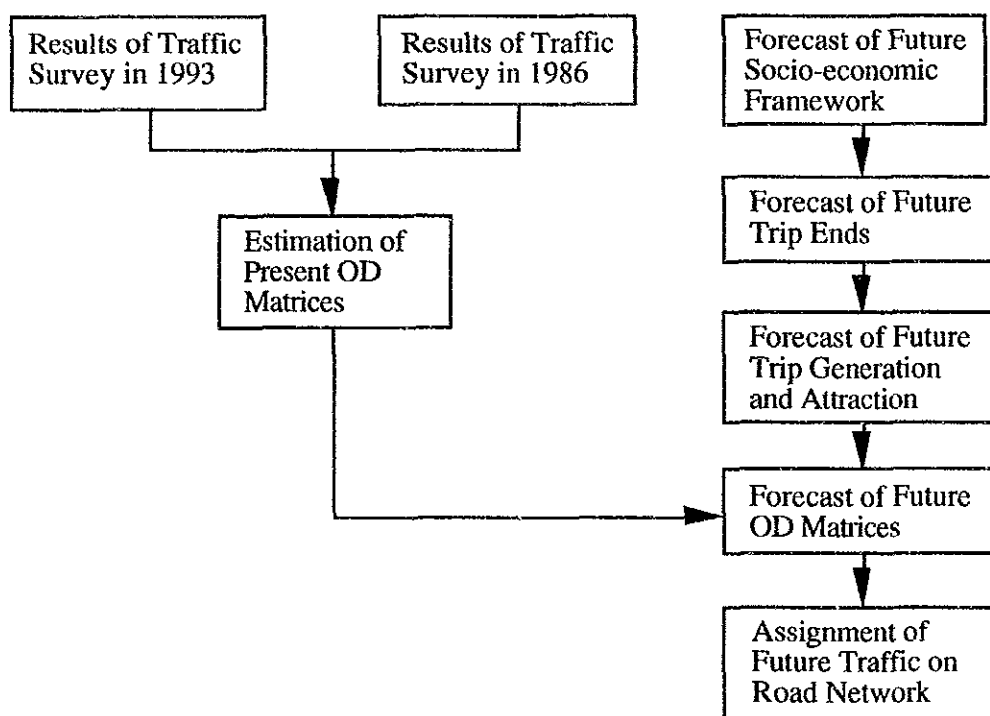 Results of Traffic
Survey in 1993
Results of Traffic
Survey in 1986
Forecast of Future
Socio-economic
Framework
Forecast of Future
Trip Ends
Estimation of
Present OD
Matrices
Forecast of Future
Trip Generation
and Attraction
Forecast of Future
OD Matrices
Assignment of
Future Traffic on
Road Network